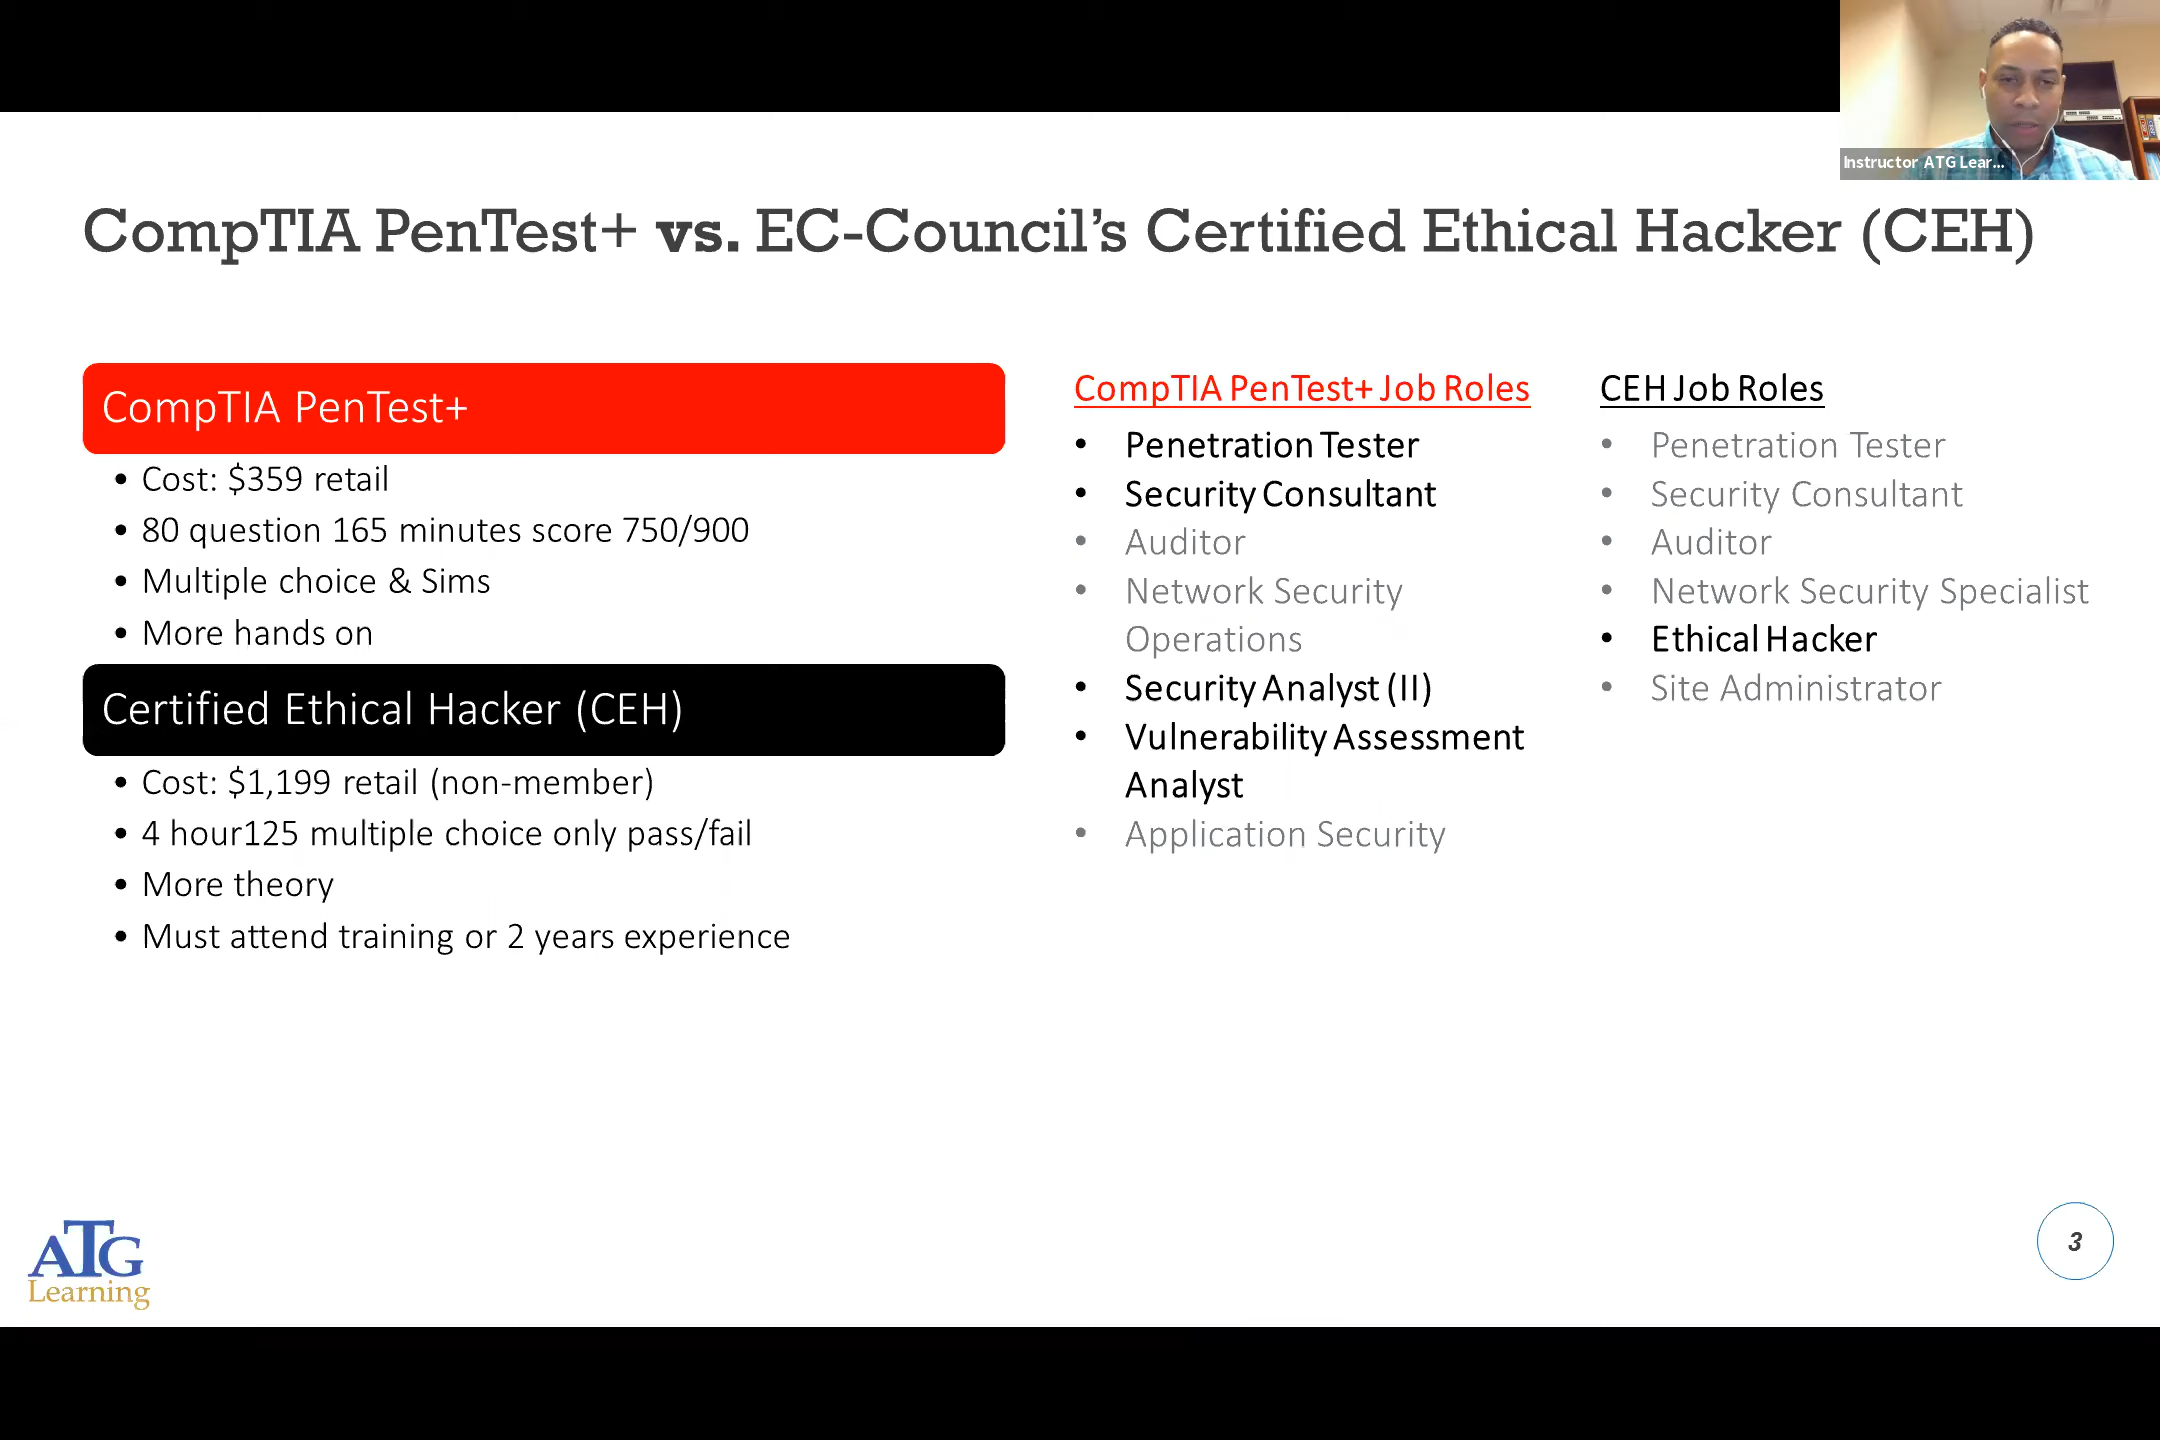 Instructor ATG Lear...
CompTIA PenTest+ vs. EC-Council’s Certified Ethical Hacker (CEH)
CompTIA PenTest+
• Cost: $359 retail
• 80 question 165 minutes score 750/900
• Multiple choice & Sims
• More hands on
Certified Ethical Hacker (CEH)
• Cost: $1,199 retail (non-member)
• 4 hour125 multiple choice only pass/fail
• More theory
• Must attend training or 2 years experience
CompTIA PenTest+ Job Roles
• Penetration Tester
• Security Consultant
• Auditor
• Network Security
Operations
• Security Analyst (II)
• Vulnerability Assessment
Analyst
• Application Security
CEH Job Roles
• Penetration Tester
• Security Consultant
• Auditor
• Network Security Specialist
• Ethical Hacker
• Site Administrator
ATG
Learning
3